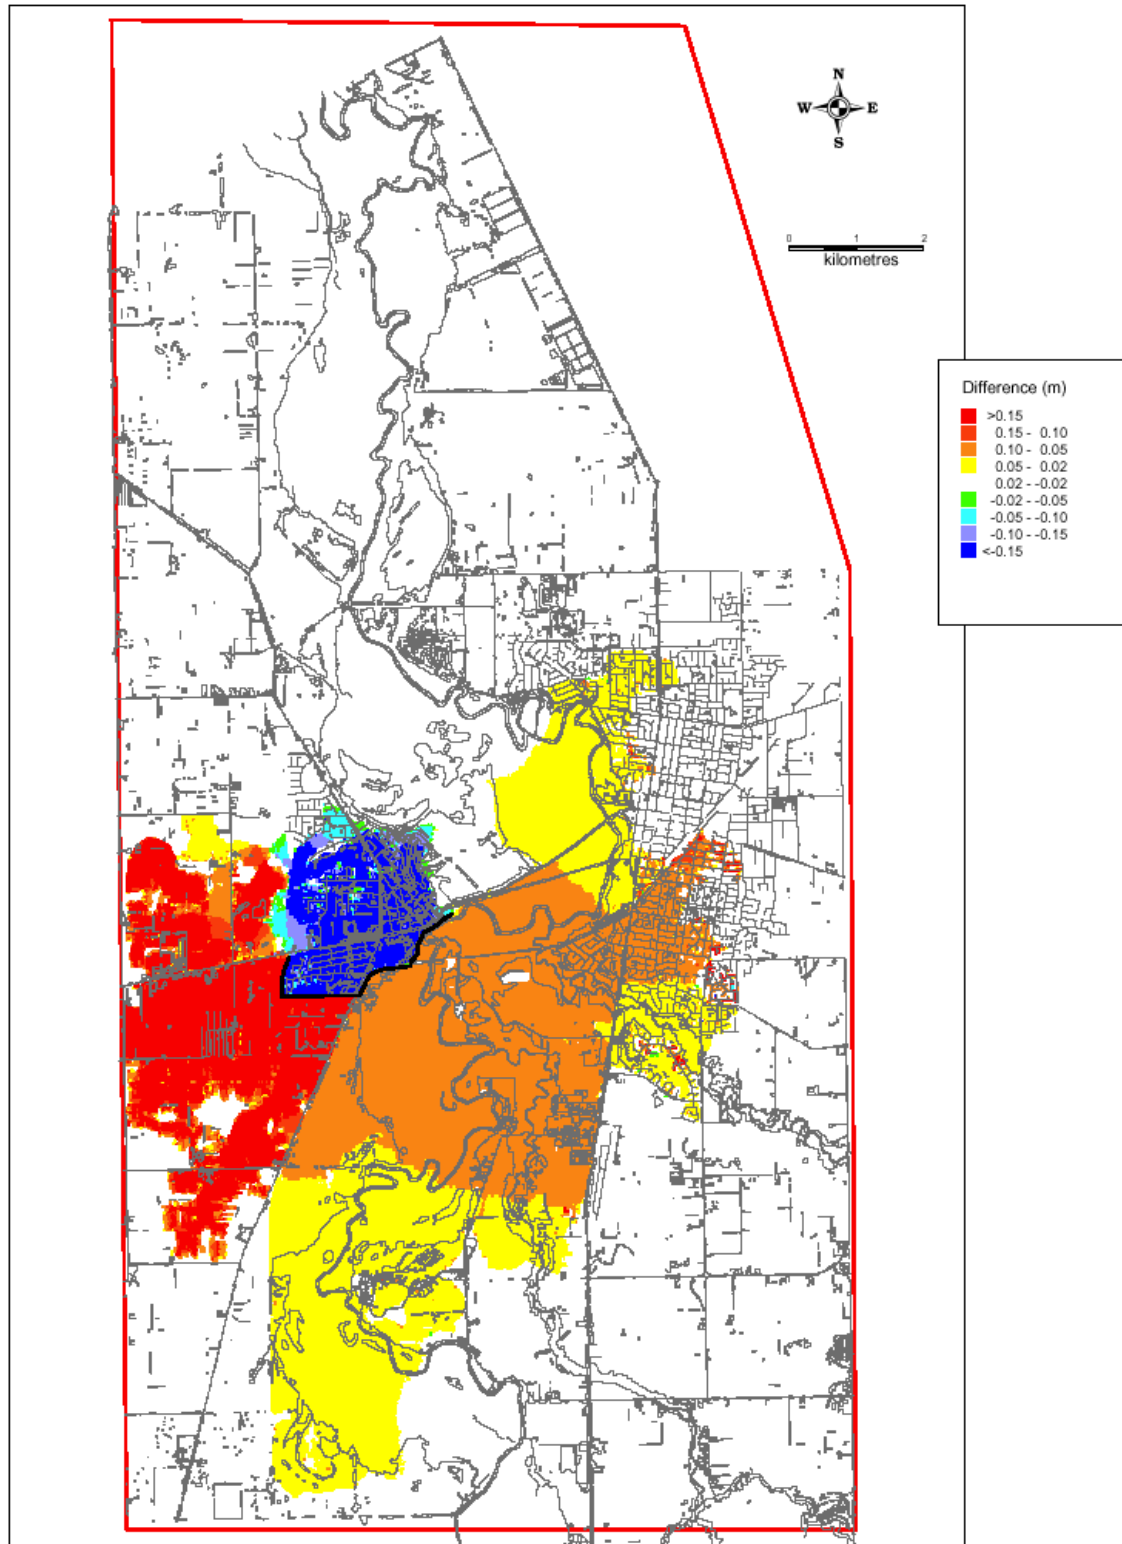 N
W E
S
0 1 2
kilometres
Difference (m)
>0.15
0.15 - 0.10
0.10 - 0.05
0.05 - 0.02
0.02 - -0.02
-0.02 - -0.05
-0.05 - -0.10
-0.10 - -0.15
<-0.15